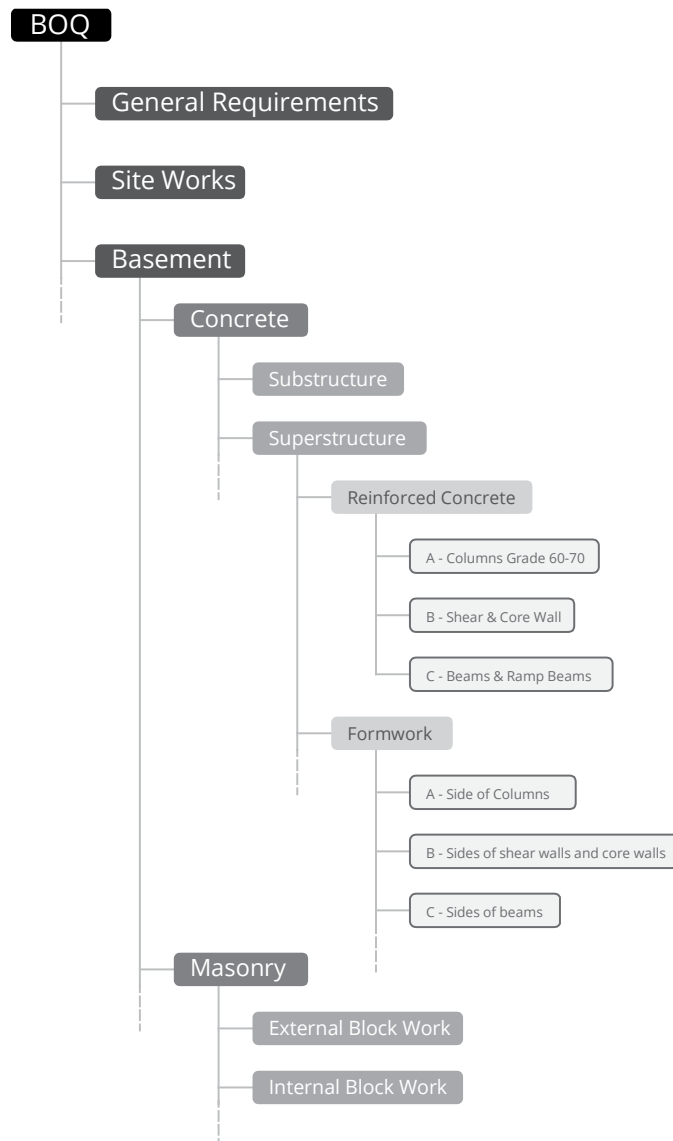 BOQ
General Requirements
Site Works
Basement
Concrete
Substructure
Superstructure
Reinforced Concrete
A - Columns Grade 60-70
B - Shear & Core Wall
C - Beams & Ramp Beams
Formwork
A - Side of Columns
B - Sides of shear walls and core walls
C - Sides of beams
Masonry
External Block Work
Internal Block Work